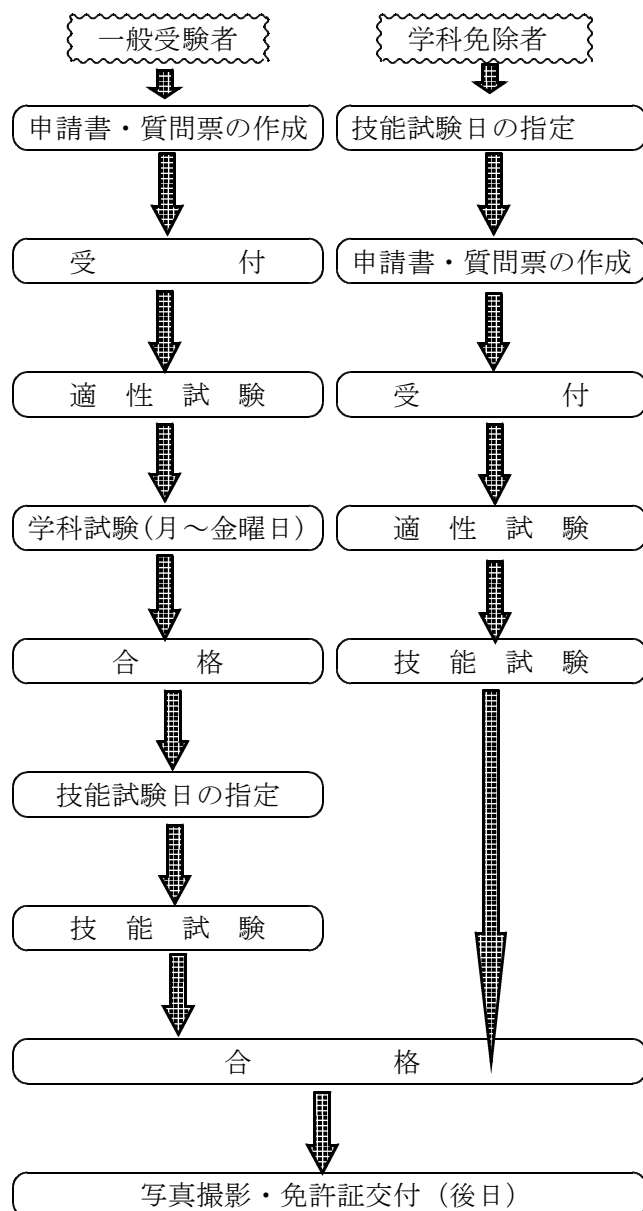 一般受験者
申請書・質問票の作成
受　付
適性試験
学科試験(月～金曜日)
合格
技能試験日の指定
技能試験
学科免除者
技能試験日の指定
申請書・質問票の作成
受　付
適性試験
技能試験
合格
写真撮影・免許証交付（後日）